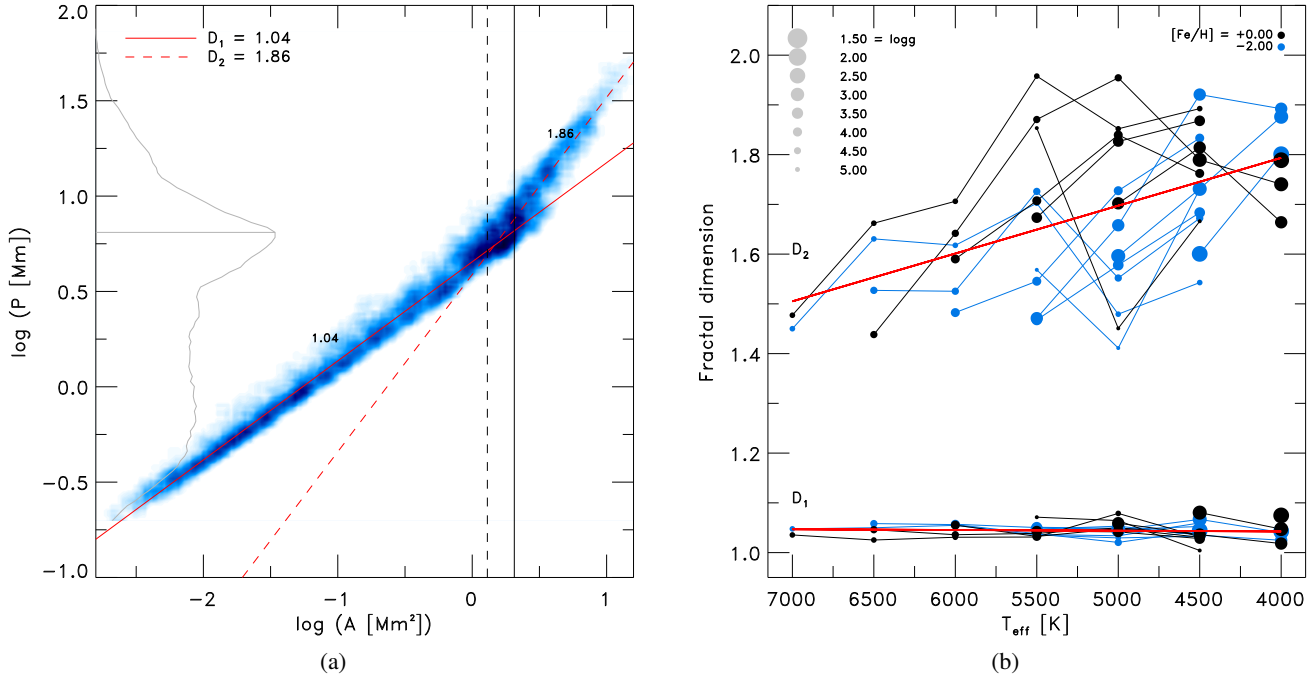 D₁ = 1.04
D₂ = 1.86
1.86
1.04
2.0
1.5
1.0
0.5
0.0
−0.5
−1.0
log (P [Mm])
−2
−1
0
1
log (A [Mm²])
(a)
1.50 = logg
2.00
2.50
3.00
3.50
4.00
4.50
5.00
[Fe/H] = +0.00
−2.00
D₂
D₁
2.0
1.8
1.6
1.4
1.2
1.0
Fractal dimension
7000 6500 6000 5500 5000 4500 4000
T_eff [K]
(b)